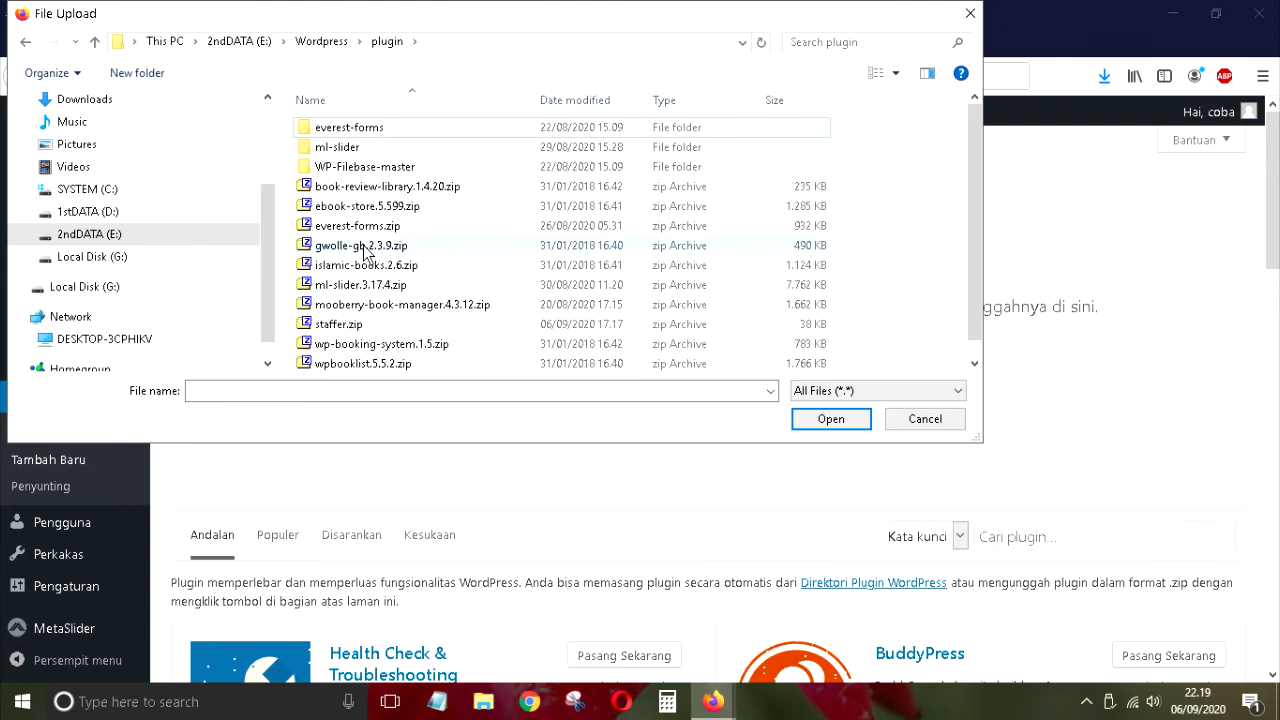 File Upload
This PC > 2ndDATA (E:) > Wordpress > plugin >
Search plugin
Organize
New folder
Name
Date modified
Type
Size
Downloads
Music
Pictures
Videos
SYSTEM (C:)
1stDATA (D:)
2ndDATA (E:)
Local Disk (G:)
Local Disk (G:)
Network
DESKTOP-3CPHIKV
Homegroup
everest-forms 22/08/2020 15.09 File folder
ml-slider 29/08/2020 15.28 File folder
WP-Filebase-master 22/08/2020 15.09 File folder
book-review-library.1.4.20.zip 31/01/2018 16.42 zip Archive 235 KB
ebook-store.5.599.zip 31/01/2018 16.41 zip Archive 1.285 KB
everest-forms.zip 26/08/2020 05.31 zip Archive 932 KB
gwolle-gb.2.3.9.zip 31/01/2018 16.40 zip Archive 490 KB
islamic-books.2.6.zip 31/01/2018 16.41 zip Archive 1.124 KB
ml-slider.3.17.4.zip 30/08/2020 11.20 zip Archive 7.762 KB
mooberry-book-manager.4.3.12.zip 20/08/2020 17.15 zip Archive 1.662 KB
staffer.zip 06/09/2020 17.17 zip Archive 38 KB
wp-booking-system.1.5.zip 31/01/2018 16.42 zip Archive 783 KB
wpbooklist.5.5.2.zip 31/01/2018 16.40 zip Archive 1.766 KB
File name:
All Files (*.*)
Open
Cancel
ABP
Hai, coba
Bantuan
ggahnya di sini.
Tambah Baru
Penyunting
Pengguna
Perkakas
Pengaturan
MetaSlider
Persempit menu
Andalan
Populer
Disarankan
Kesukaan
Kata kunci
Cari plugin...
Plugin memperlebar dan memperluas fungsionalitas WordPress. Anda bisa memasang plugin secara otomatis dari Direktori Plugin WordPress atau mengunggah plugin dalam format .zip dengan
mengklik tombol di bagian atas laman ini.
Health Check &
Troubleshooting
Pasang Sekarang
BuddyPress
Pasang Sekarang
Type here to search
22.19
06/09/2020